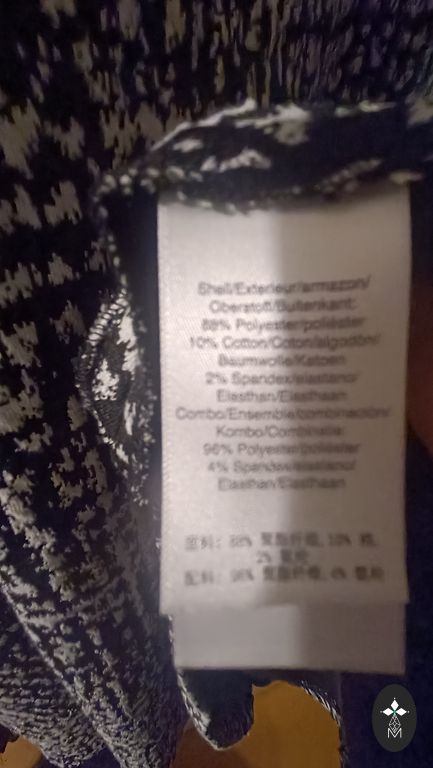 Shell/Exterieur/armazon/
Oberstoff/Buitenkant:
88% Polyester/poliéster
10% Cotton/Coton/algodón/
Baumwolle/Katoen
2% Spandex/elastano/
Elasthan/Elasthaan
Combo/Ensemble/combinación/
Kombo/Combinatie:
96% Polyester/poliéster
4% Spandex/elastano/
Elasthan/Elasthaan
面料: 88% 聚酯纤维, 10% 棉,
2% 氨纶
配料: 96% 聚酯纤维, 4% 氨纶
M